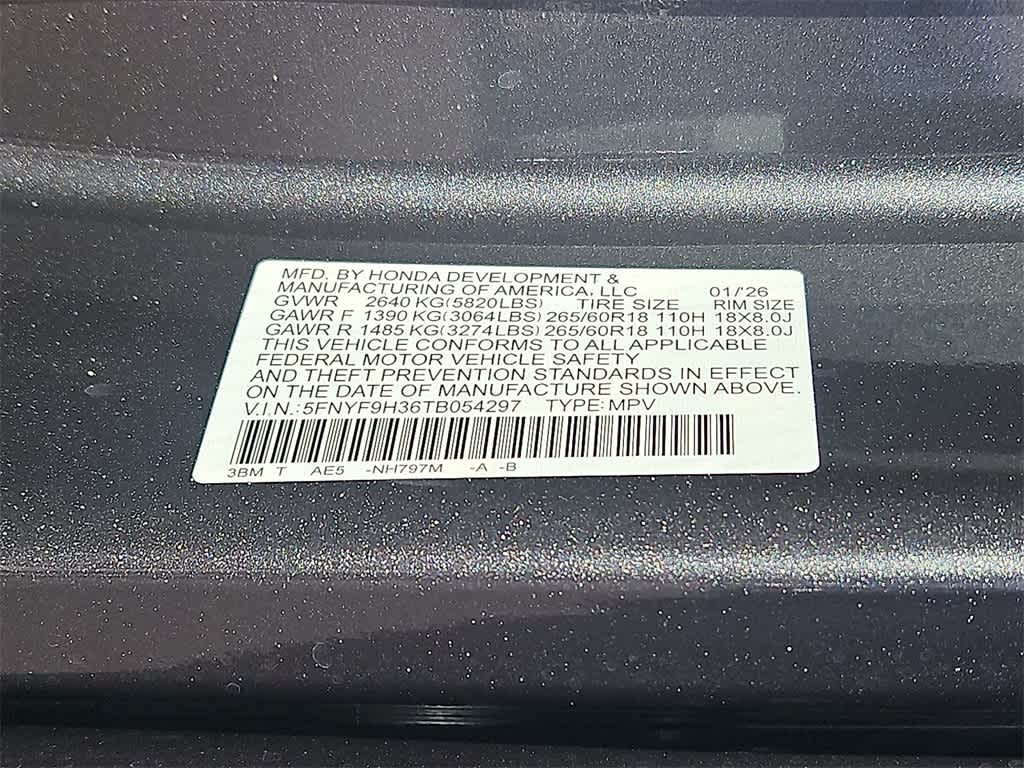 MFD. BY HONDA DEVELOPMENT &
MANUFACTURING OF AMERICA, LLC 01/'26
GVWR 2640 KG(5820LBS) TIRE SIZE RIM SIZE
GAWR F 1390 KG(3064LBS) 265/60R18 110H 18X8.0J
GAWR R 1485 KG(3274LBS) 265/60R18 110H 18X8.0J
THIS VEHICLE CONFORMS TO ALL APPLICABLE
FEDERAL MOTOR VEHICLE SAFETY
AND THEFT PREVENTION STANDARDS IN EFFECT
ON THE DATE OF MANUFACTURE SHOWN ABOVE.
V.I.N.:5FNYF9H36TB054297 TYPE: MPV
3BM T AE5 -NH797M -A -B